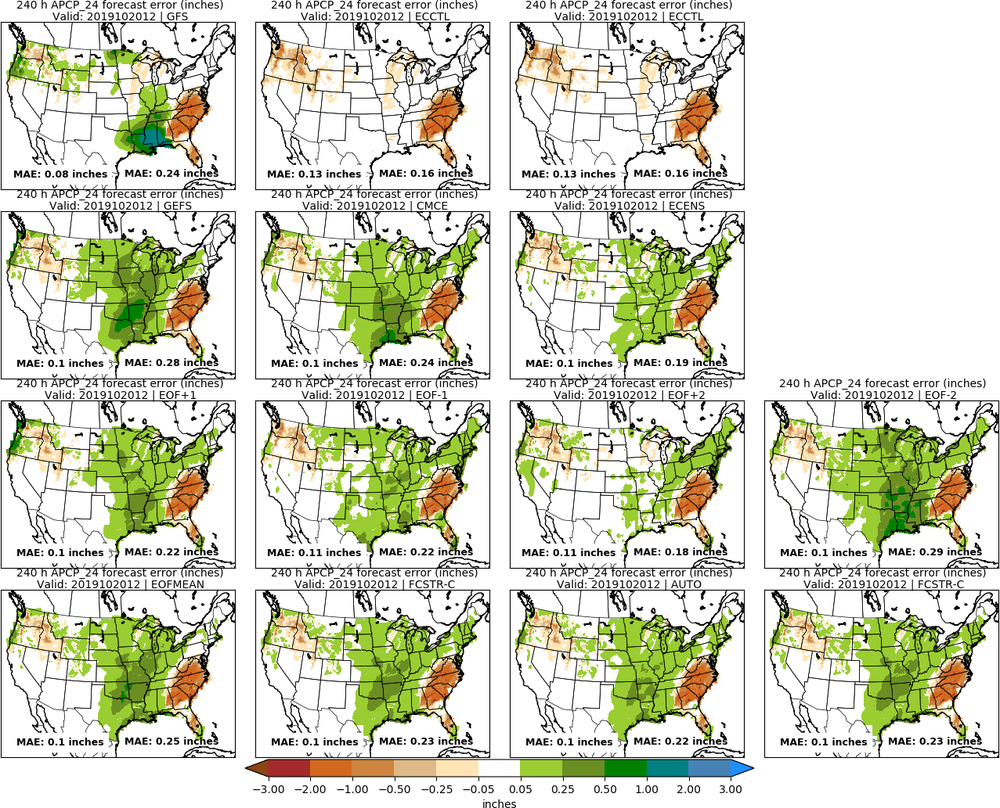 240 h APCP_24 forecast error (inches)
Valid: 2019102012 | GFS
MAE: 0.08 inches
MAE: 0.24 inches
240 h APCP_24 forecast error (inches)
Valid: 2019102012 | ECCTL
MAE: 0.13 inches
MAE: 0.16 inches
240 h APCP_24 forecast error (inches)
Valid: 2019102012 | ECCTL
MAE: 0.13 inches
MAE: 0.16 inches
240 h APCP_24 forecast error (inches)
Valid: 2019102012 | GEFS
MAE: 0.1 inches
MAE: 0.28 inches
240 h APCP_24 forecast error (inches)
Valid: 2019102012 | CMCE
MAE: 0.1 inches
MAE: 0.24 inches
240 h APCP_24 forecast error (inches)
Valid: 2019102012 | ECENS
MAE: 0.1 inches
MAE: 0.19 inches
240 h APCP_24 forecast error (inches)
Valid: 2019102012 | EOF+1
MAE: 0.1 inches
MAE: 0.22 inches
240 h APCP_24 forecast error (inches)
Valid: 2019102012 | EOF-1
MAE: 0.11 inches
MAE: 0.22 inches
240 h APCP_24 forecast error (inches)
Valid: 2019102012 | EOF+2
MAE: 0.11 inches
MAE: 0.18 inches
240 h APCP_24 forecast error (inches)
Valid: 2019102012 | EOF-2
MAE: 0.1 inches
MAE: 0.29 inches
240 h APCP_24 forecast error (inches)
Valid: 2019102012 | EOFMEAN
MAE: 0.1 inches
MAE: 0.25 inches
240 h APCP_24 forecast error (inches)
Valid: 2019102012 | FCSTR-C
MAE: 0.1 inches
MAE: 0.23 inches
240 h APCP_24 forecast error (inches)
Valid: 2019102012 | AUTO
MAE: 0.1 inches
MAE: 0.22 inches
240 h APCP_24 forecast error (inches)
Valid: 2019102012 | FCSTR-C
MAE: 0.1 inches
MAE: 0.23 inches
−3.00 −2.00 −1.00 −0.50 −0.25 −0.05 0.05 0.25 0.50 1.00 2.00 3.00
inches